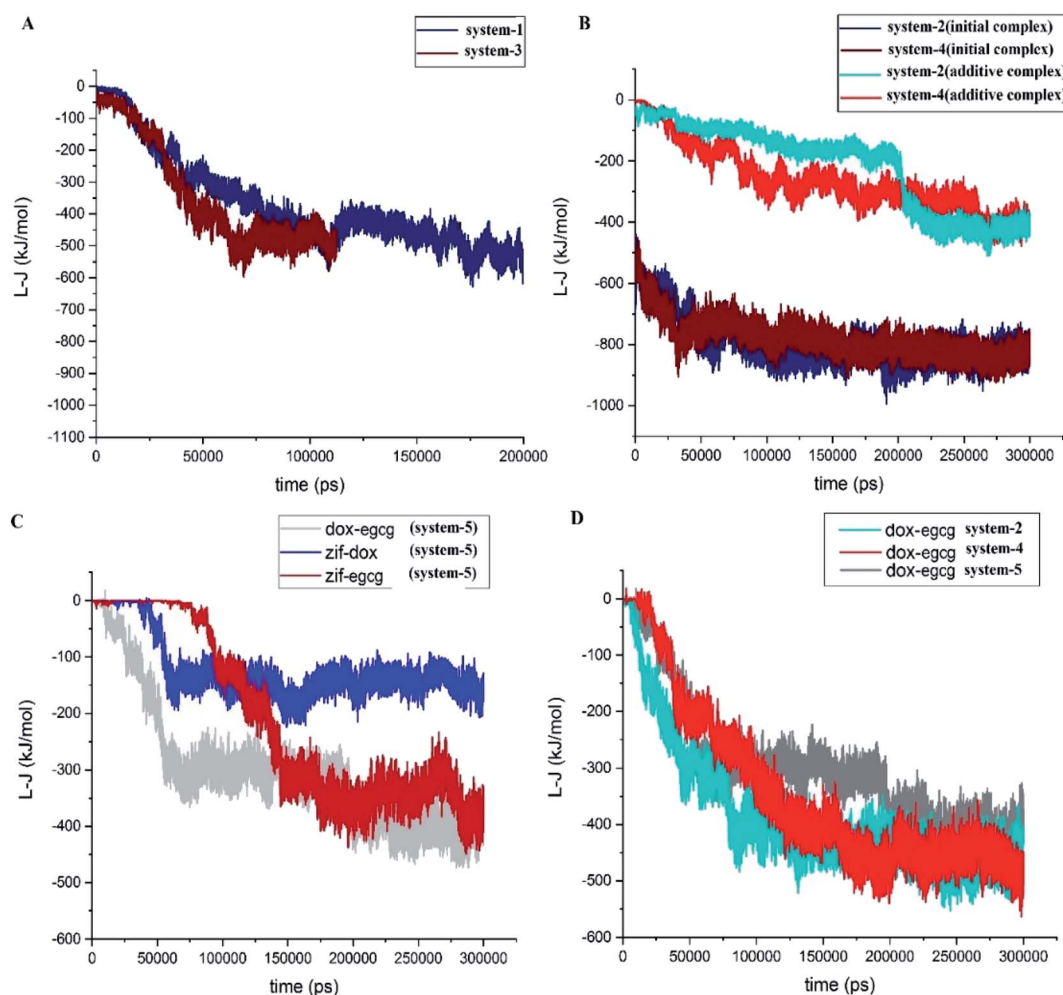 A
system-1
system-3
0
-100
-200
-300
-400
-500
-600
-700
-800
-900
-1000
-1100
L-J (kJ/mol)
0 50000 100000 150000 200000
time (ps)
B
system-2(initial complex)
system-4(initial complex)
system-2(additive complex)
system-4(additive complex)
0
-200
-400
-600
-800
-1000
L-J (kJ/mol)
0 50000 100000 150000 200000 250000 300000
time (ps)
C
dox-egcg (system-5)
zif-dox (system-5)
zif-egcg (system-5)
0
-100
-200
-300
-400
-500
-600
L-J (kJ/mol)
0 50000 100000 150000 200000 250000 300000
time (ps)
D
dox-egcg system-2
dox-egcg system-4
dox-egcg system-5
0
-100
-200
-300
-400
-500
-600
L-J (kJ/mol)
0 50000 100000 150000 200000 250000 300000
time (ps)